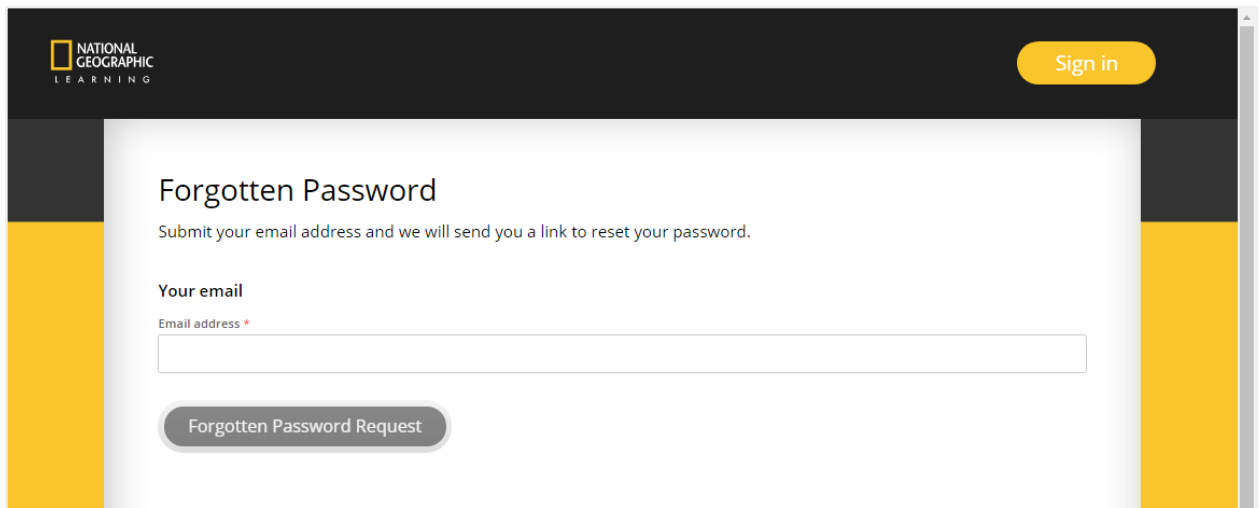 NATIONAL
GEOGRAPHIC
LEARNING
Sign in
Forgotten Password
Submit your email address and we will send you a link to reset your password.
Your email
Email address *
Forgotten Password Request